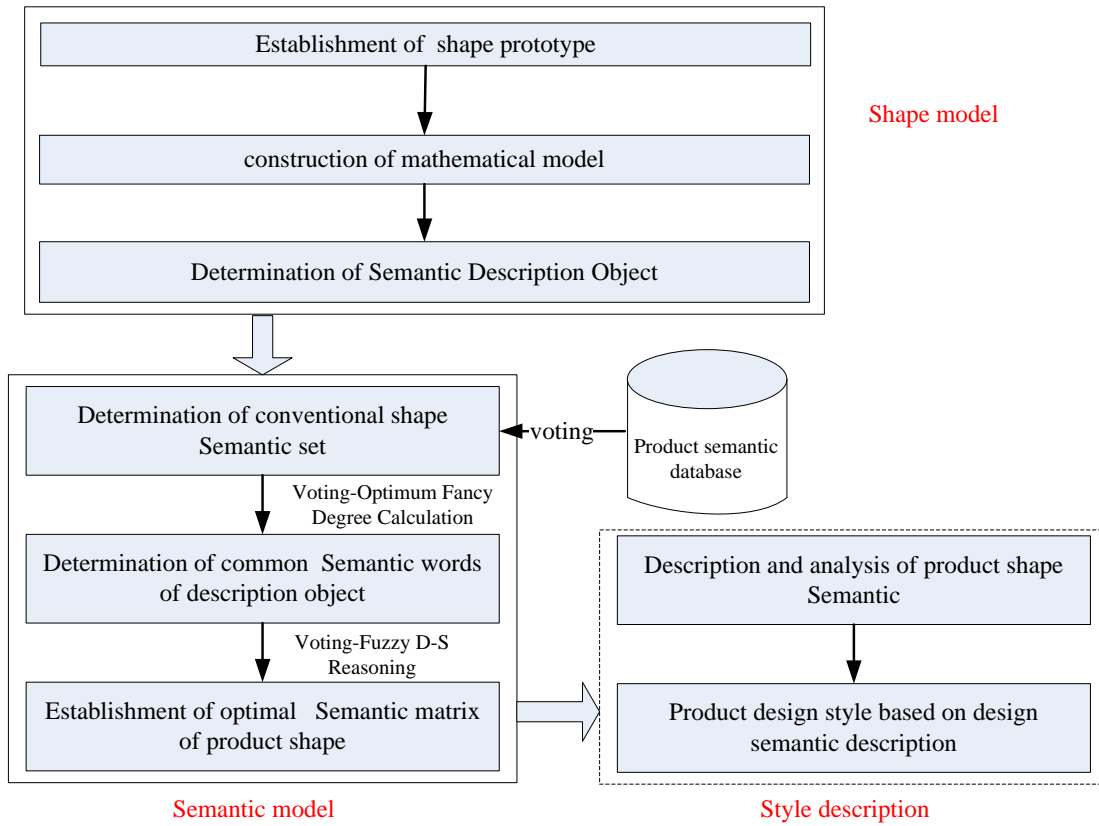 Establishment of shape prototype
Shape model
construction of mathematical model
Determination of Semantic Description Object
Determination of conventional shape
Semantic set
voting
Product semantic
database
Voting-Optimum Fancy
Degree Calculation
Determination of common Semantic words
of description object
Description and analysis of product shape
Semantic
Voting-Fuzzy D-S
Reasoning
Establishment of optimal Semantic matrix
of product shape
Product design style based on design
semantic description
Semantic model
Style description